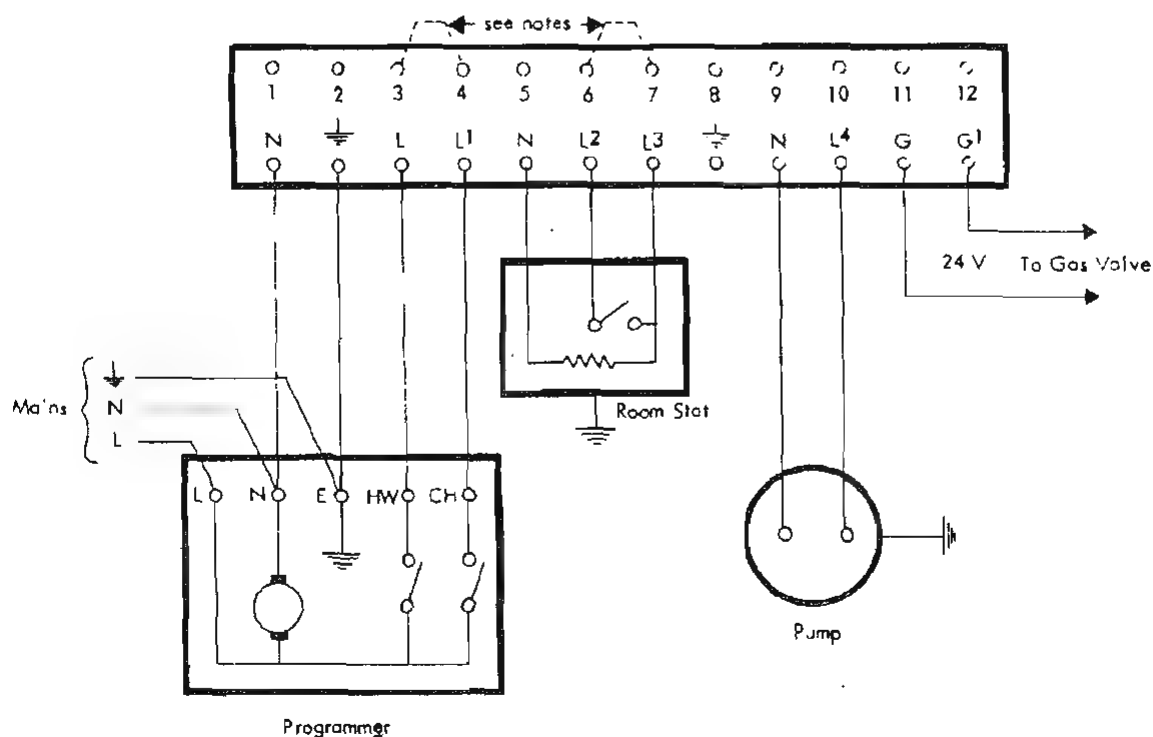 see notes
1 2 3 4 5 6 7 8 9 10 11 12
N L L1 N L2 L3 N L4 G G1
24 V To Gas Valve
Room Stat
Mains
N
L
L N E HW CH
Pump
Programmer